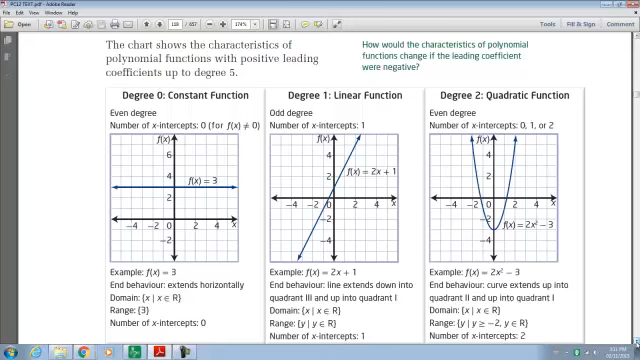 PC12 TEXT.pdf
Open
118
/ 657
174%
Tools
Fill & Sign
Comment
The chart shows the characteristics of
polynomial functions with positive leading
coefficients up to degree 5.
How would the characteristics of polynomial
functions change if the leading coefficient
were negative?
Degree 0: Constant Function
Even degree
Number of x-intercepts: 0 (for f(x) ≠ 0)
f(x)
6
4
2
f(x) = 3
-4 -2 0 2 4 x
-2
Example: f(x) = 3
End behaviour: extends horizontally
Domain: {x | x ∈ R}
Range: {3}
Number of x-intercepts: 0
Degree 1: Linear Function
Odd degree
Number of x-intercepts: 1
f(x)
4
2
f(x) = 2x + 1
-4 -2 0 2 4 x
-2
-4
Example: f(x) = 2x + 1
End behaviour: line extends down into
quadrant III and up into quadrant I
Domain: {x | x ∈ R}
Range: {y | y ∈ R}
Number of x-intercepts: 1
Degree 2: Quadratic Function
Even degree
Number of x-intercepts: 0, 1, or 2
f(x)
4
2
-4 -2 0 2 4 x
-2
f(x) = 2x² − 3
-4
Example: f(x) = 2x² − 3
End behaviour: curve extends up into
quadrant II and up into quadrant I
Domain: {x | x ∈ R}
Range: {y | y ≥ −2, y ∈ R}
Number of x-intercepts: 2